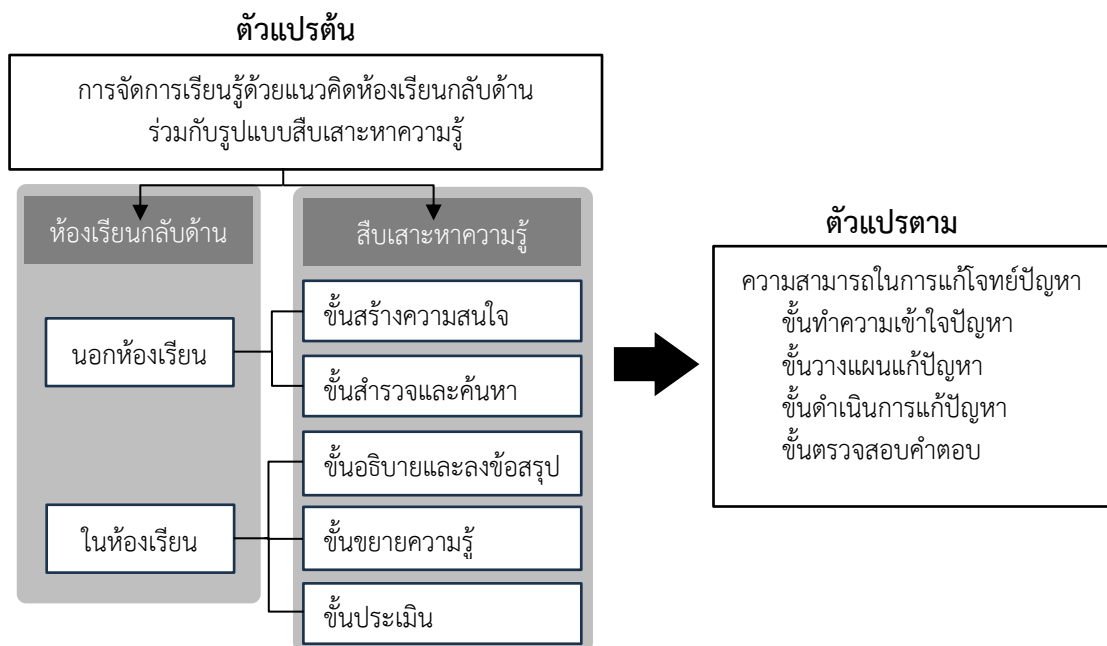 ตัวแปรต้น
การจัดการเรียนรู้ด้วยแนวคิดห้องเรียนกลับด้าน
ร่วมกับรูปแบบสืบเสาะหาความรู้
ห้องเรียนกลับด้าน
สืบเสาะหาความรู้
นอกห้องเรียน
ขั้นสร้างความสนใจ
ขั้นสำรวจและค้นหา
ในห้องเรียน
ขั้นอธิบายและลงข้อสรุป
ขั้นขยายความรู้
ขั้นประเมิน
ตัวแปรตาม
ความสามารถในการแก้โจทย์ปัญหา
ขั้นทำความเข้าใจปัญหา
ขั้นวางแผนแก้ปัญหา
ขั้นดำเนินการแก้ปัญหา
ขั้นตรวจสอบคำตอบ